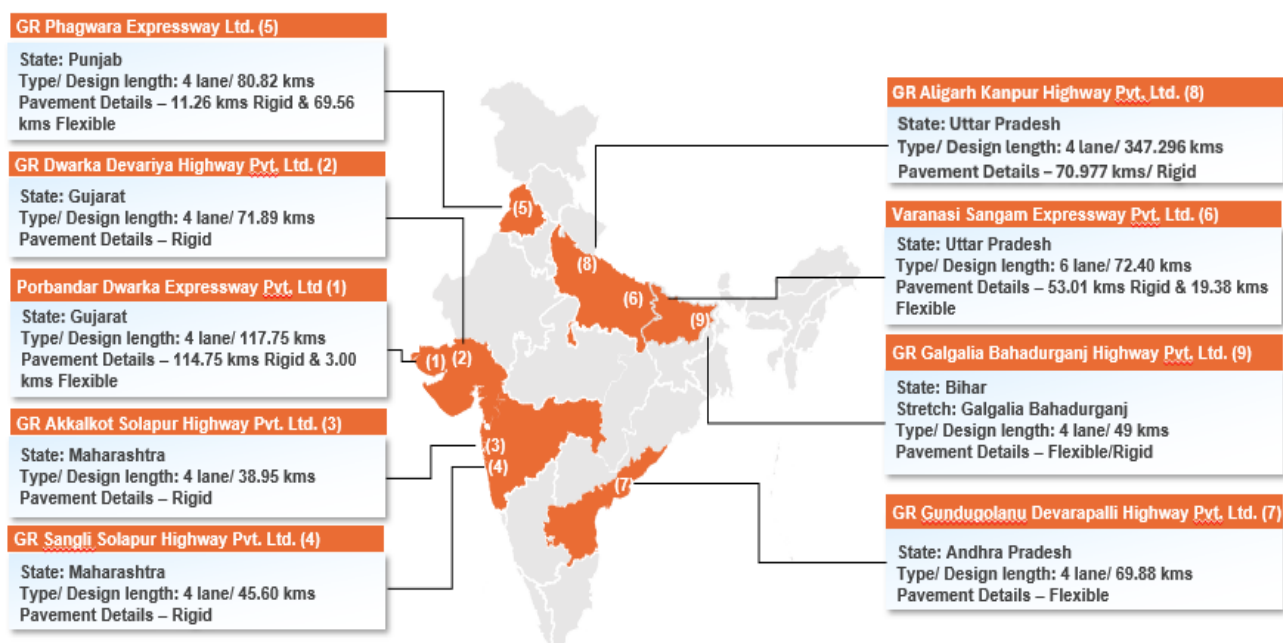 GR Phagwara Expressway Ltd. (5)
State: Punjab
Type/ Design length: 4 lane/ 80.82 kms
Pavement Details – 11.26 kms Rigid & 69.56
kms Flexible
GR Dwarka Devariya Highway Pvt. Ltd. (2)
State: Gujarat
Type/ Design length: 4 lane/ 71.89 kms
Pavement Details – Rigid
Porbandar Dwarka Expressway Pvt. Ltd (1)
State: Gujarat
Type/ Design length: 4 lane/ 117.75 kms
Pavement Details – 114.75 kms Rigid & 3.00
kms Flexible
GR Akkalkot Solapur Highway Pvt. Ltd. (3)
State: Maharashtra
Type/ Design length: 4 lane/ 38.95 kms
Pavement Details – Rigid
GR Sangli Solapur Highway Pvt. Ltd. (4)
State: Maharashtra
Type/ Design length: 4 lane/ 45.60 kms
Pavement Details – Rigid
(5)
(8)
(6)
(9)
(1)
(2)
(3)
(4)
(7)
GR Aligarh Kanpur Highway Pvt. Ltd. (8)
State: Uttar Pradesh
Type/ Design length: 4 lane/ 347.296 kms
Pavement Details – 70.977 kms/ Rigid
Varanasi Sangam Expressway Pvt. Ltd. (6)
State: Uttar Pradesh
Type/ Design length: 6 lane/ 72.40 kms
Pavement Details – 53.01 kms Rigid & 19.38 kms
Flexible
GR Galgalia Bahadurganj Highway Pvt. Ltd. (9)
State: Bihar
Stretch: Galgalia Bahadurganj
Type/ Design length: 4 lane/ 49 kms
Pavement Details – Flexible/Rigid
GR Gundugolanu Devarapalli Highway Pvt. Ltd. (7)
State: Andhra Pradesh
Type/ Design length: 4 lane/ 69.88 kms
Pavement Details – Flexible